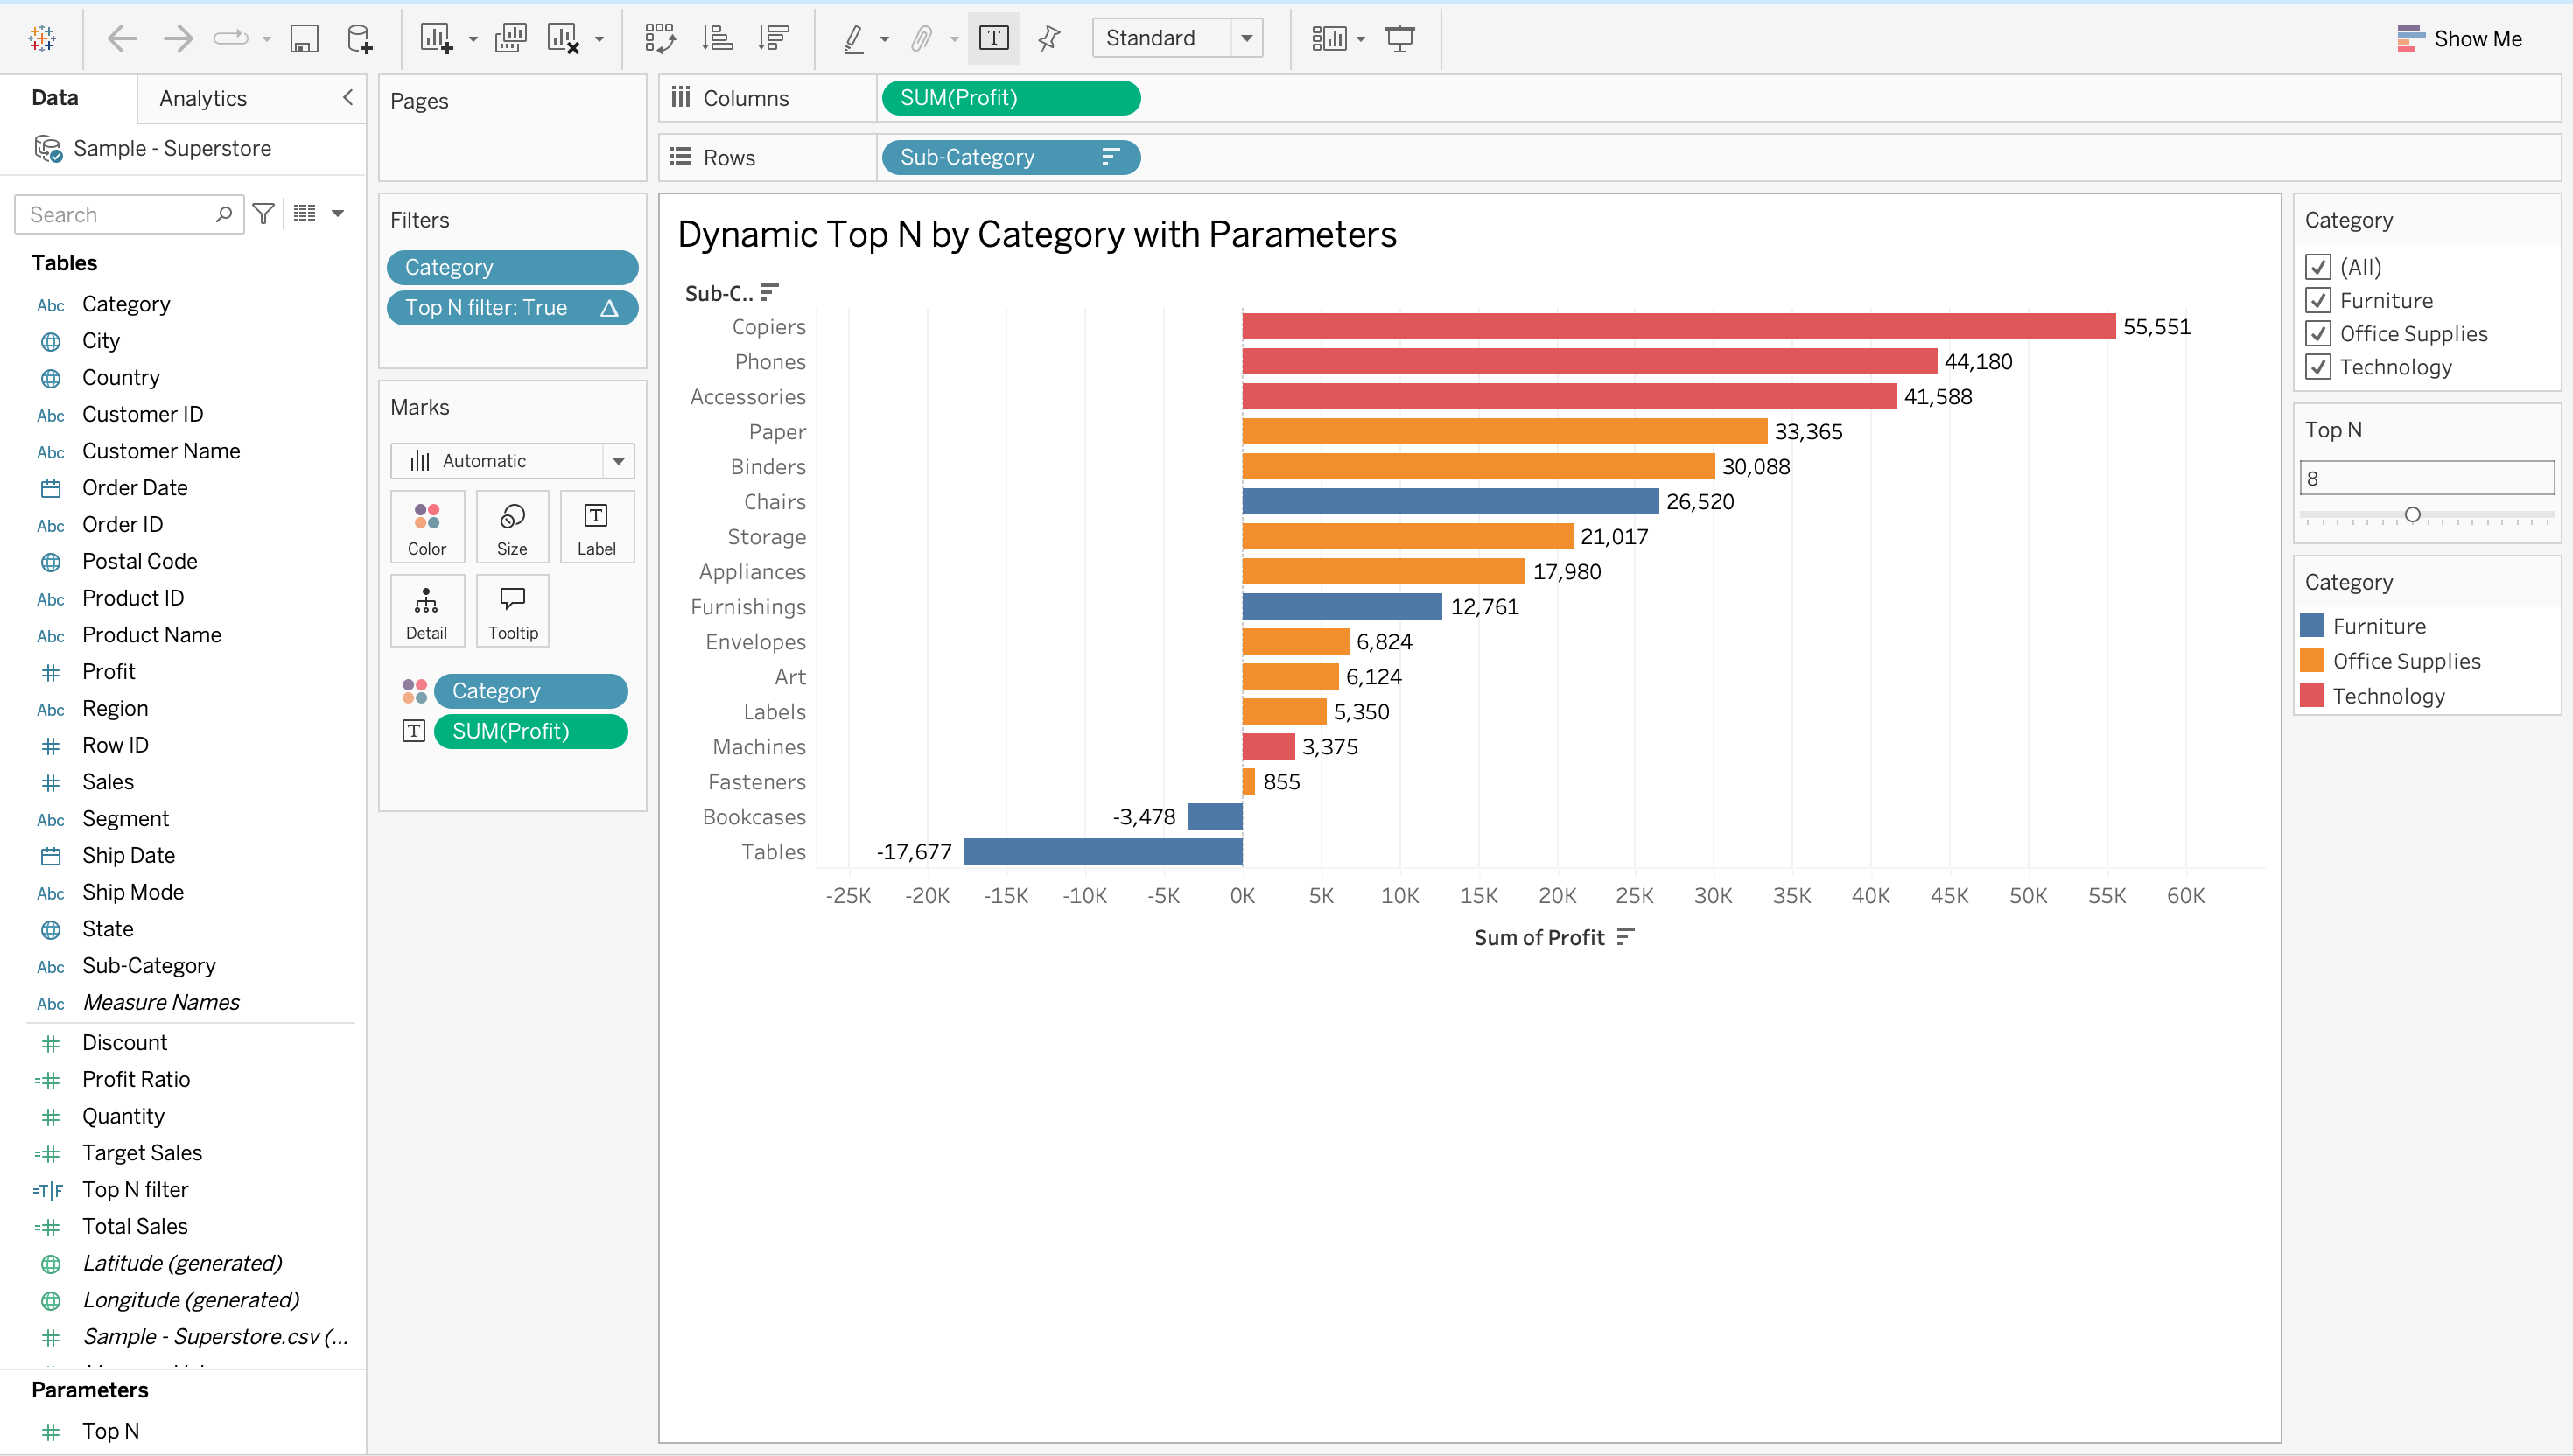 Standard
Show Me
Data
Analytics
Sample - Superstore
Search
Tables
Abc Category
City
Country
Abc Customer ID
Abc Customer Name
Order Date
Abc Order ID
Postal Code
Abc Product ID
Abc Product Name
# Profit
Abc Region
# Row ID
# Sales
Abc Segment
Ship Date
Abc Ship Mode
State
Abc Sub-Category
Abc Measure Names
# Discount
=# Profit Ratio
# Quantity
=# Target Sales
=T|F Top N filter
=# Total Sales
Latitude (generated)
Longitude (generated)
# Sample - Superstore.csv (...
Parameters
# Top N
Pages
Filters
Category
Top N filter: True
Marks
Automatic
Color
Size
T
Label
Detail
Tooltip
Category
T SUM(Profit)
Columns
SUM(Profit)
Rows
Sub-Category
Dynamic Top N by Category with Parameters
Sub-C..
Copiers 55,551
Phones 44,180
Accessories 41,588
Paper 33,365
Binders 30,088
Chairs 26,520
Storage 21,017
Appliances 17,980
Furnishings 12,761
Envelopes 6,824
Art 6,124
Labels 5,350
Machines 3,375
Fasteners 855
Bookcases -3,478
Tables -17,677
-25K -20K -15K -10K -5K 0K 5K 10K 15K 20K 25K 30K 35K 40K 45K 50K 55K 60K
Sum of Profit
Category
(All)
Furniture
Office Supplies
Technology
Top N
8
Category
Furniture
Office Supplies
Technology